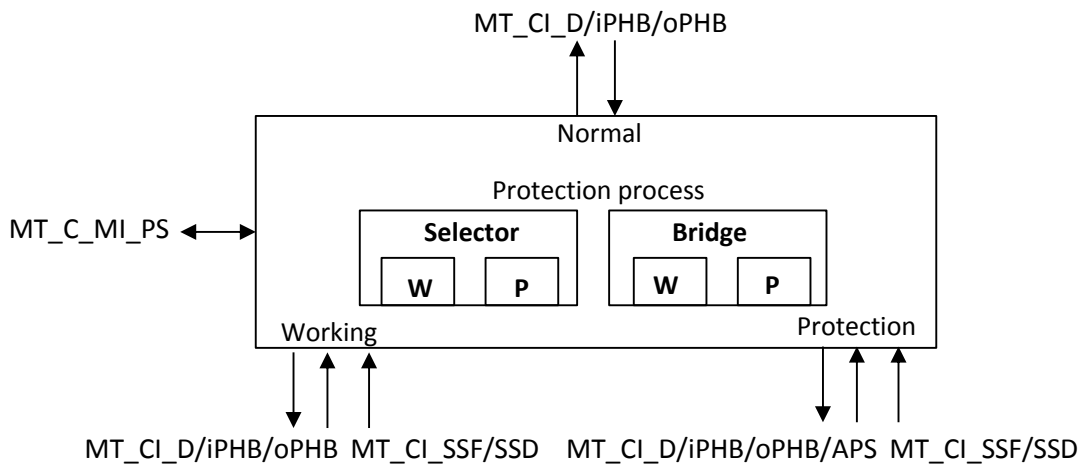 MT_CI_D/iPHB/oPHB
Normal
Protection process
Selector Bridge
MT_C_MI_PS
W P W P
Working Protection
MT_CI_D/iPHB/oPHB MT_CI_SSF/SSD MT_CI_D/iPHB/oPHB/APS MT_CI_SSF/SSD